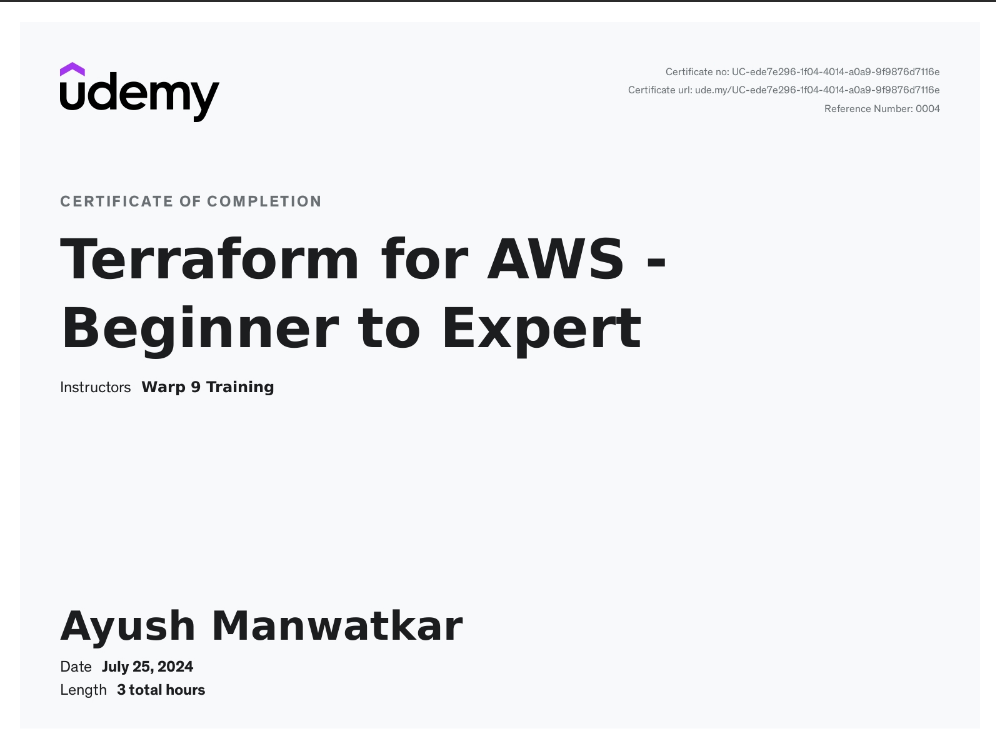 udemy
Certificate no: UC-ede7e296-1f04-4014-a0a9-9f9876d7116e
Certificate url: ude.my/UC-ede7e296-1f04-4014-a0a9-9f9876d7116e
Reference Number: 0004
CERTIFICATE OF COMPLETION
Terraform for AWS -
Beginner to Expert
Instructors Warp 9 Training
Ayush Manwatkar
Date July 25, 2024
Length 3 total hours